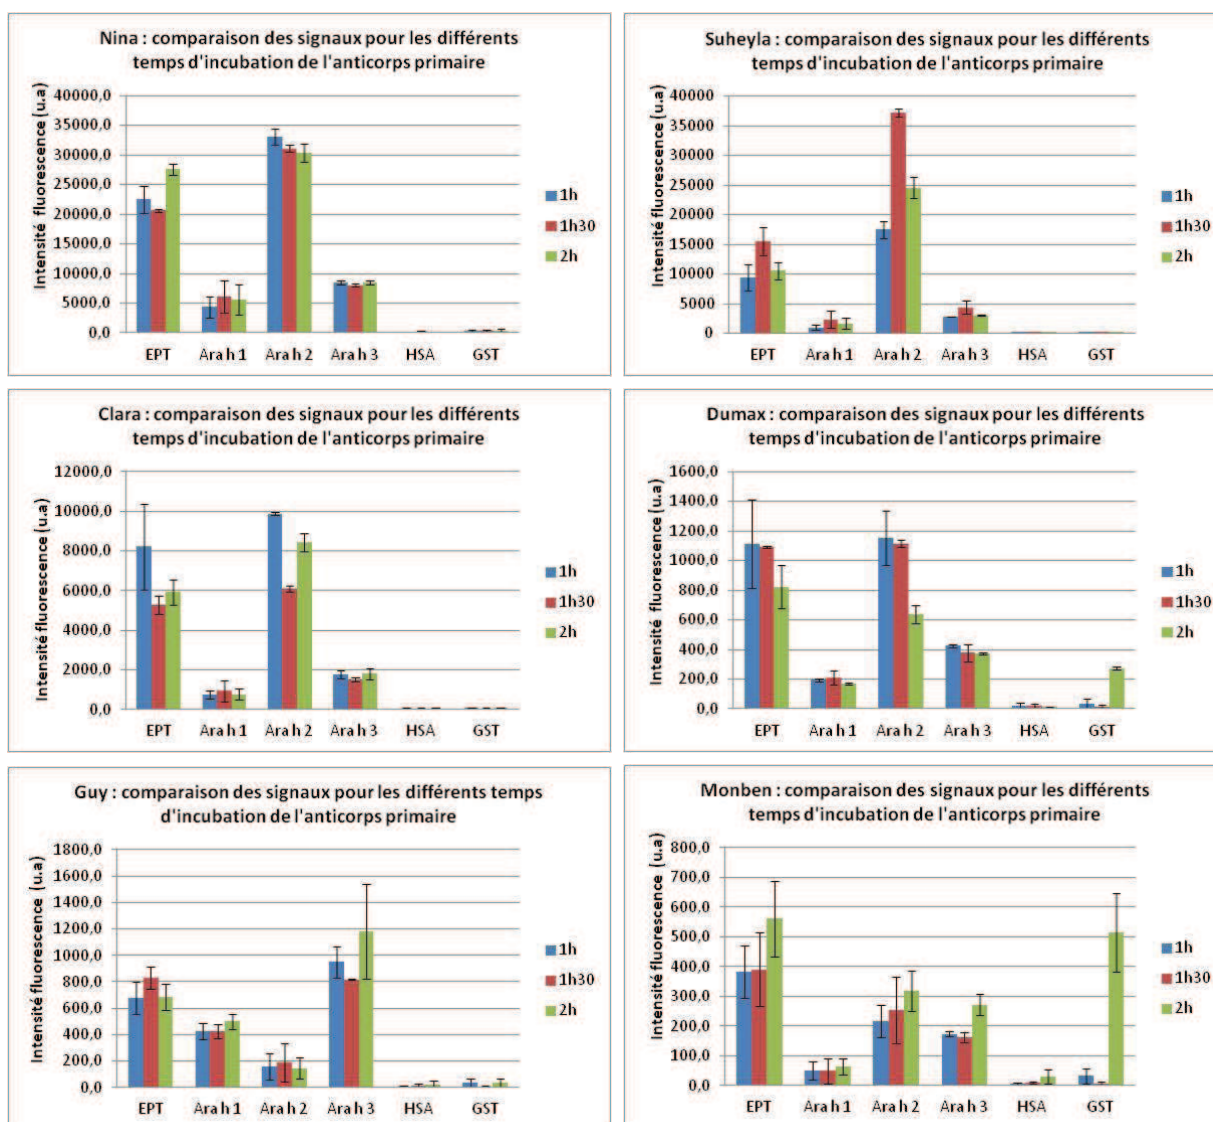 Nina : comparaison des signaux pour les différents
temps d'incubation de l'anticorps primaire
Intensité fluorescence (u.a)
40000,0
35000,0
30000,0
25000,0
20000,0
15000,0
10000,0
5000,0
0,0
EPT Ara h 1 Ara h 2 Ara h 3 HSA GST
1h
1h30
2h
Suheyla : comparaison des signaux pour les différents
temps d'incubation de l'anticorps primaire
Intensité fluorescence (u.a)
40000
35000
30000
25000
20000
15000
10000
5000
0
EPT Ara h 1 Ara h 2 Ara h 3 HSA GST
1h
1h30
2h
Clara : comparaison des signaux pour les différents
temps d'incubation de l'anticorps primaire
Intensité fluorescence (u.a)
12000,0
10000,0
8000,0
6000,0
4000,0
2000,0
0,0
EPT Ara h 1 Ara h 2 Ara h 3 HSA GST
1h
1h30
2h
Dumax : comparaison des signaux pour les différents
temps d'incubation de l'anticorps primaire
Intensité fluorescence (u.a)
1600,0
1400,0
1200,0
1000,0
800,0
600,0
400,0
200,0
0,0
EPT Ara h 1 Ara h 2 Ara h 3 HSA GST
1h
1h30
2h
Guy : comparaison des signaux pour les différents temps
d'incubation de l'anticorps primaire
Intensité fluorescence (u.a)
1800,0
1600,0
1400,0
1200,0
1000,0
800,0
600,0
400,0
200,0
0,0
EPT Ara h 1 Ara h 2 Ara h 3 HSA GST
1h
1h30
2h
Monben : comparaison des signaux pour les différents
temps d'incubation de l'anticorps primaire
Intensité fluorescence (u.a)
800,0
700,0
600,0
500,0
400,0
300,0
200,0
100,0
0,0
EPT Ara h 1 Ara h 2 Ara h 3 HSA GST
1h
1h30
2h